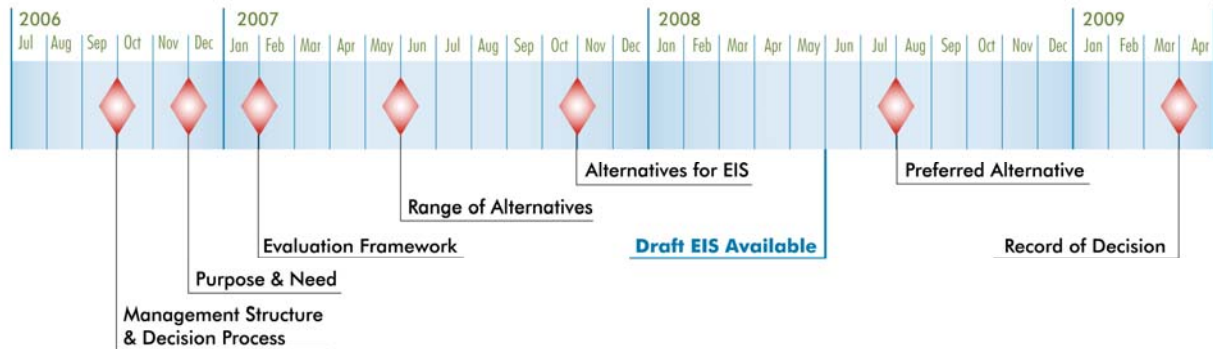 2006 2007 2008 2009
Jul Aug Sep Oct Nov Dec Jan Feb Mar Apr May Jun Jul Aug Sep Oct Nov Dec Jan Feb Mar Apr May Jun Jul Aug Sep Oct Nov Dec Jan Feb Mar Apr
Alternatives for EIS
Preferred Alternative
Range of Alternatives
Evaluation Framework
Draft EIS Available
Record of Decision
Purpose & Need
Management Structure
& Decision Process